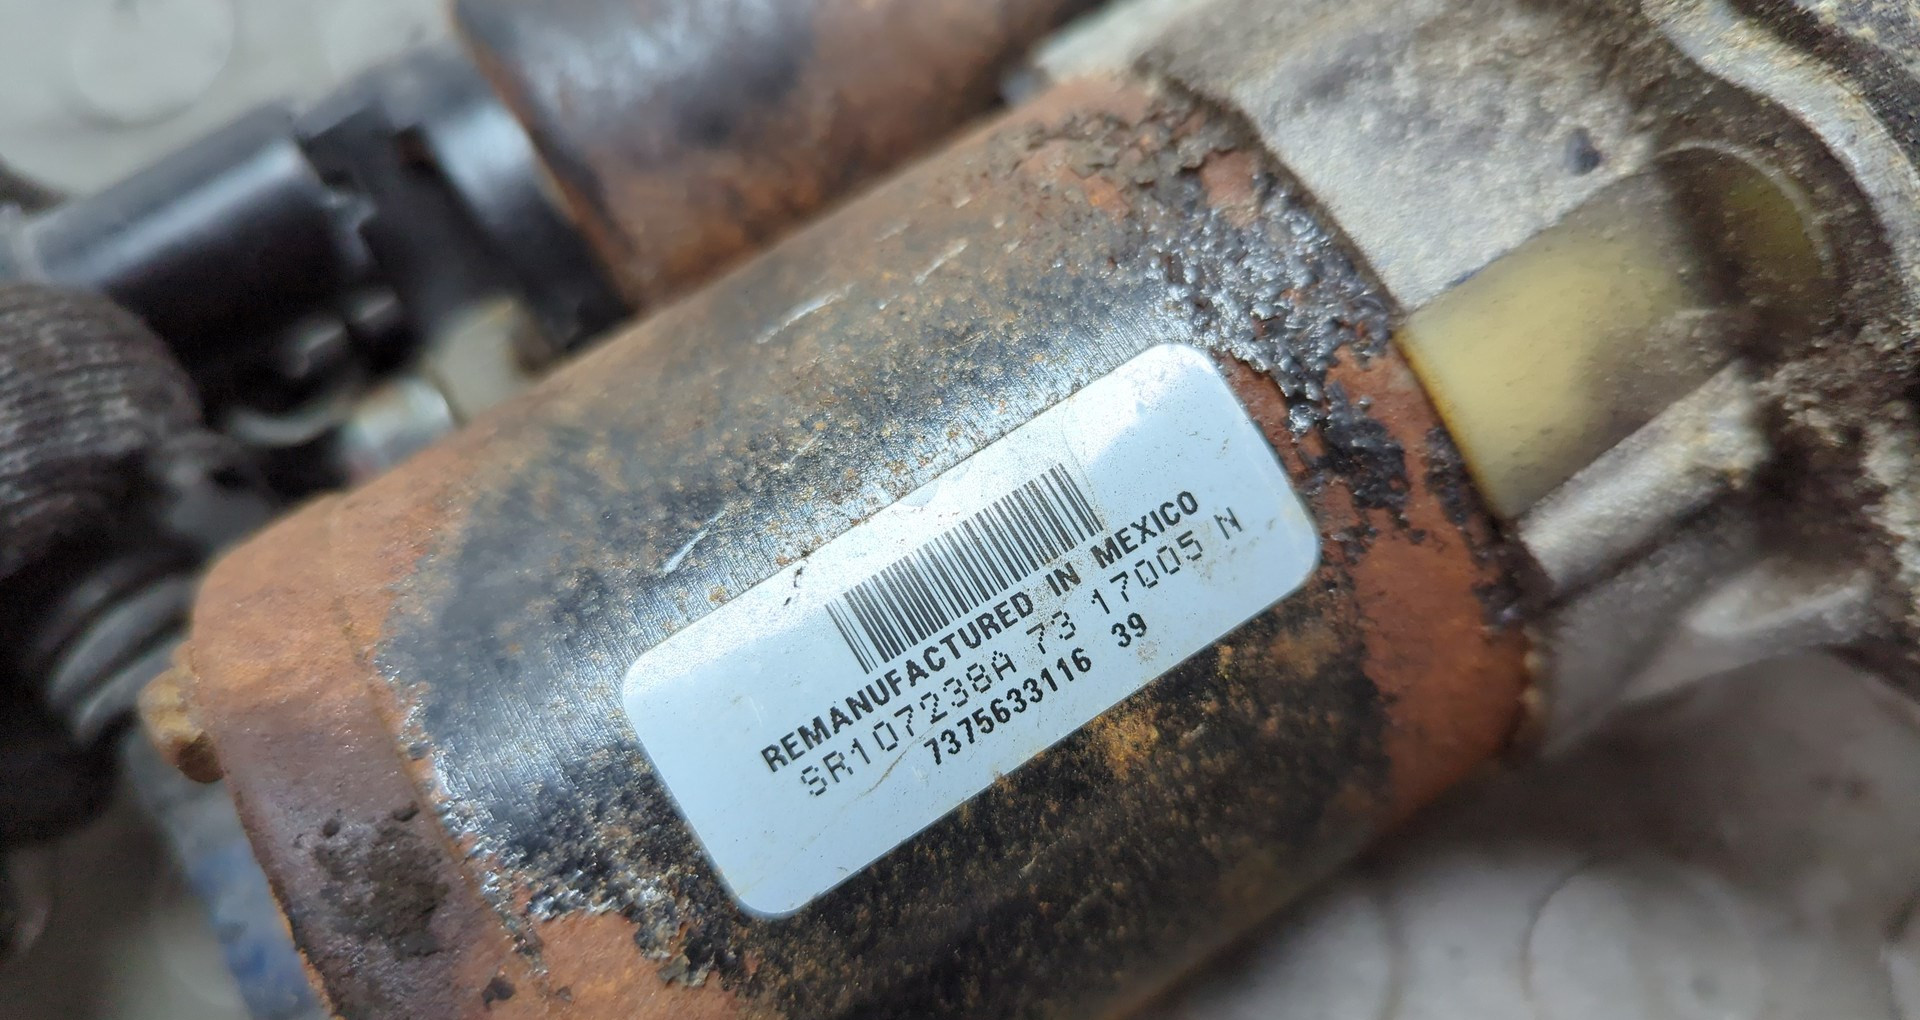 REMANUFACTURED IN MEXICO
SR107238A 73 17005 N
7375633116 39